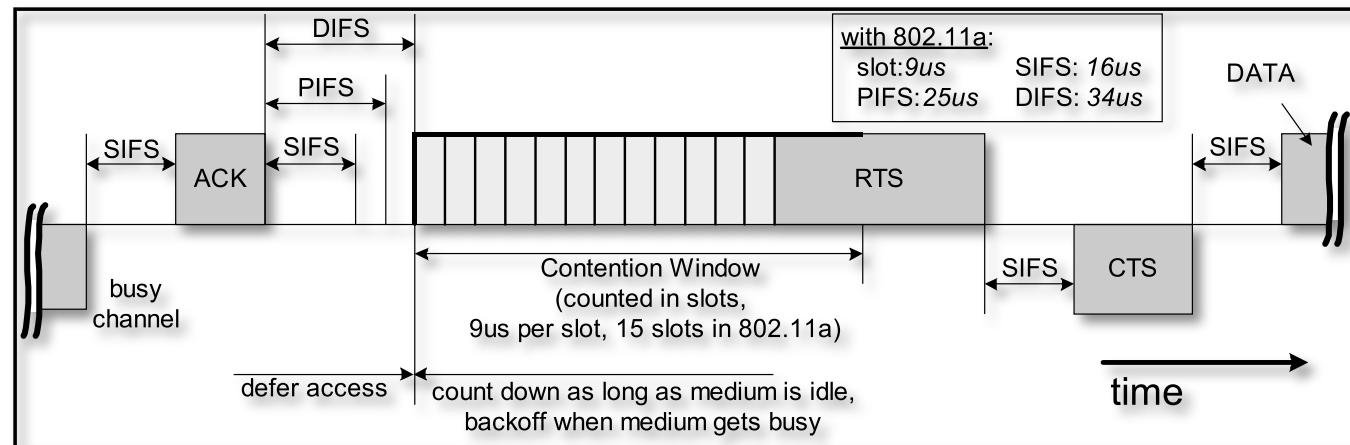 DIFS
with 802.11a:
slot:9us SIFS: 16us
PIFS:25us DIFS: 34us
DATA
PIFS
SIFS
SIFS
SIFS
ACK
RTS
Contention Window
(counted in slots,
9us per slot, 15 slots in 802.11a)
SIFS
CTS
busy
channel
defer access
count down as long as medium is idle,
backoff when medium gets busy
time